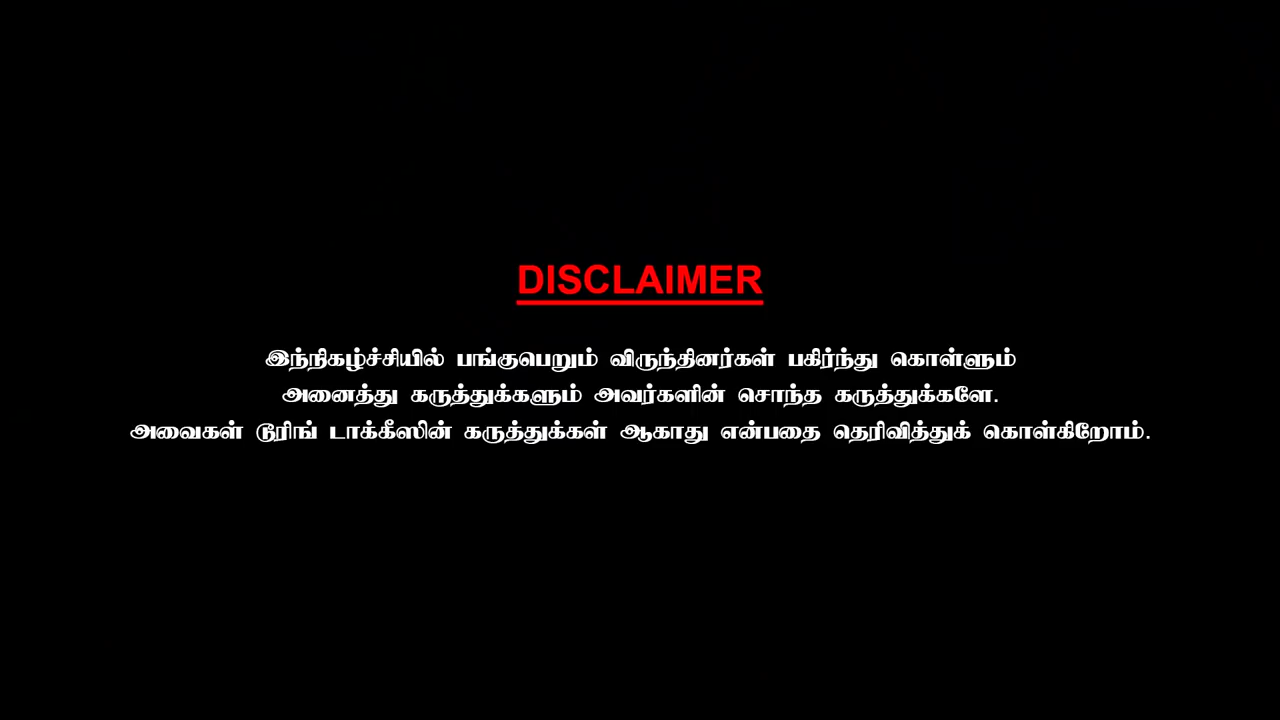 DISCLAIMER
இந்நிகழ்ச்சியில் பங்குபெறும் விருந்தினர்கள் பகிர்ந்து கொள்ளும்
அனைத்து கருத்துக்களும் அவர்களின் சொந்த கருத்துக்களே.
அவைகள் டூரிங் டாக்கீஸின் கருத்துக்கள் ஆகாது என்பதை தெரிவித்துக் கொள்கிறோம்.